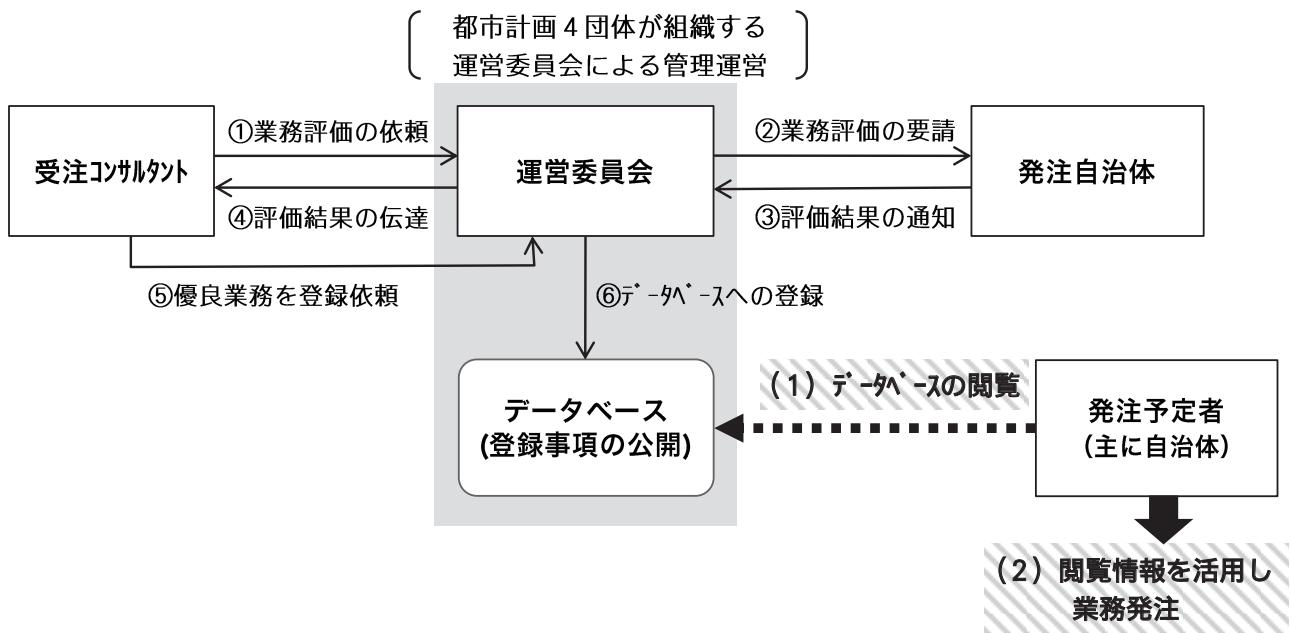 都市計画４団体が組織する
運営委員会による管理運営
①業務評価の依頼
②業務評価の要請
受注ｺﾝｻﾙﾀﾝﾄ
運営委員会
発注自治体
④評価結果の伝達
③評価結果の通知
⑤優良業務を登録依頼
⑥ﾃﾞｰﾀﾍﾞｰｽへの登録
（1）ﾃﾞｰﾀﾍﾞｰｽの閲覧
データベース
(登録事項の公開)
発注予定者
（主に自治体）
（2）閲覧情報を活用し
業務発注